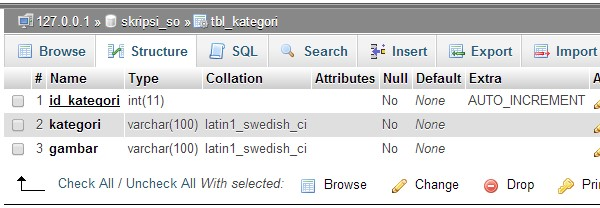 127.0.0.1 » skripsi_so » tbl_kategori
Browse Structure SQL Search Insert Export Import
# Name Type Collation Attributes Null Default Extra A
1 id_kategori int(11) No None AUTO_INCREMENT
2 kategori varchar(100) latin1_swedish_ci No None
3 gambar varchar(100) latin1_swedish_ci No None
Check All / Uncheck All With selected: Browse Change Drop Pri